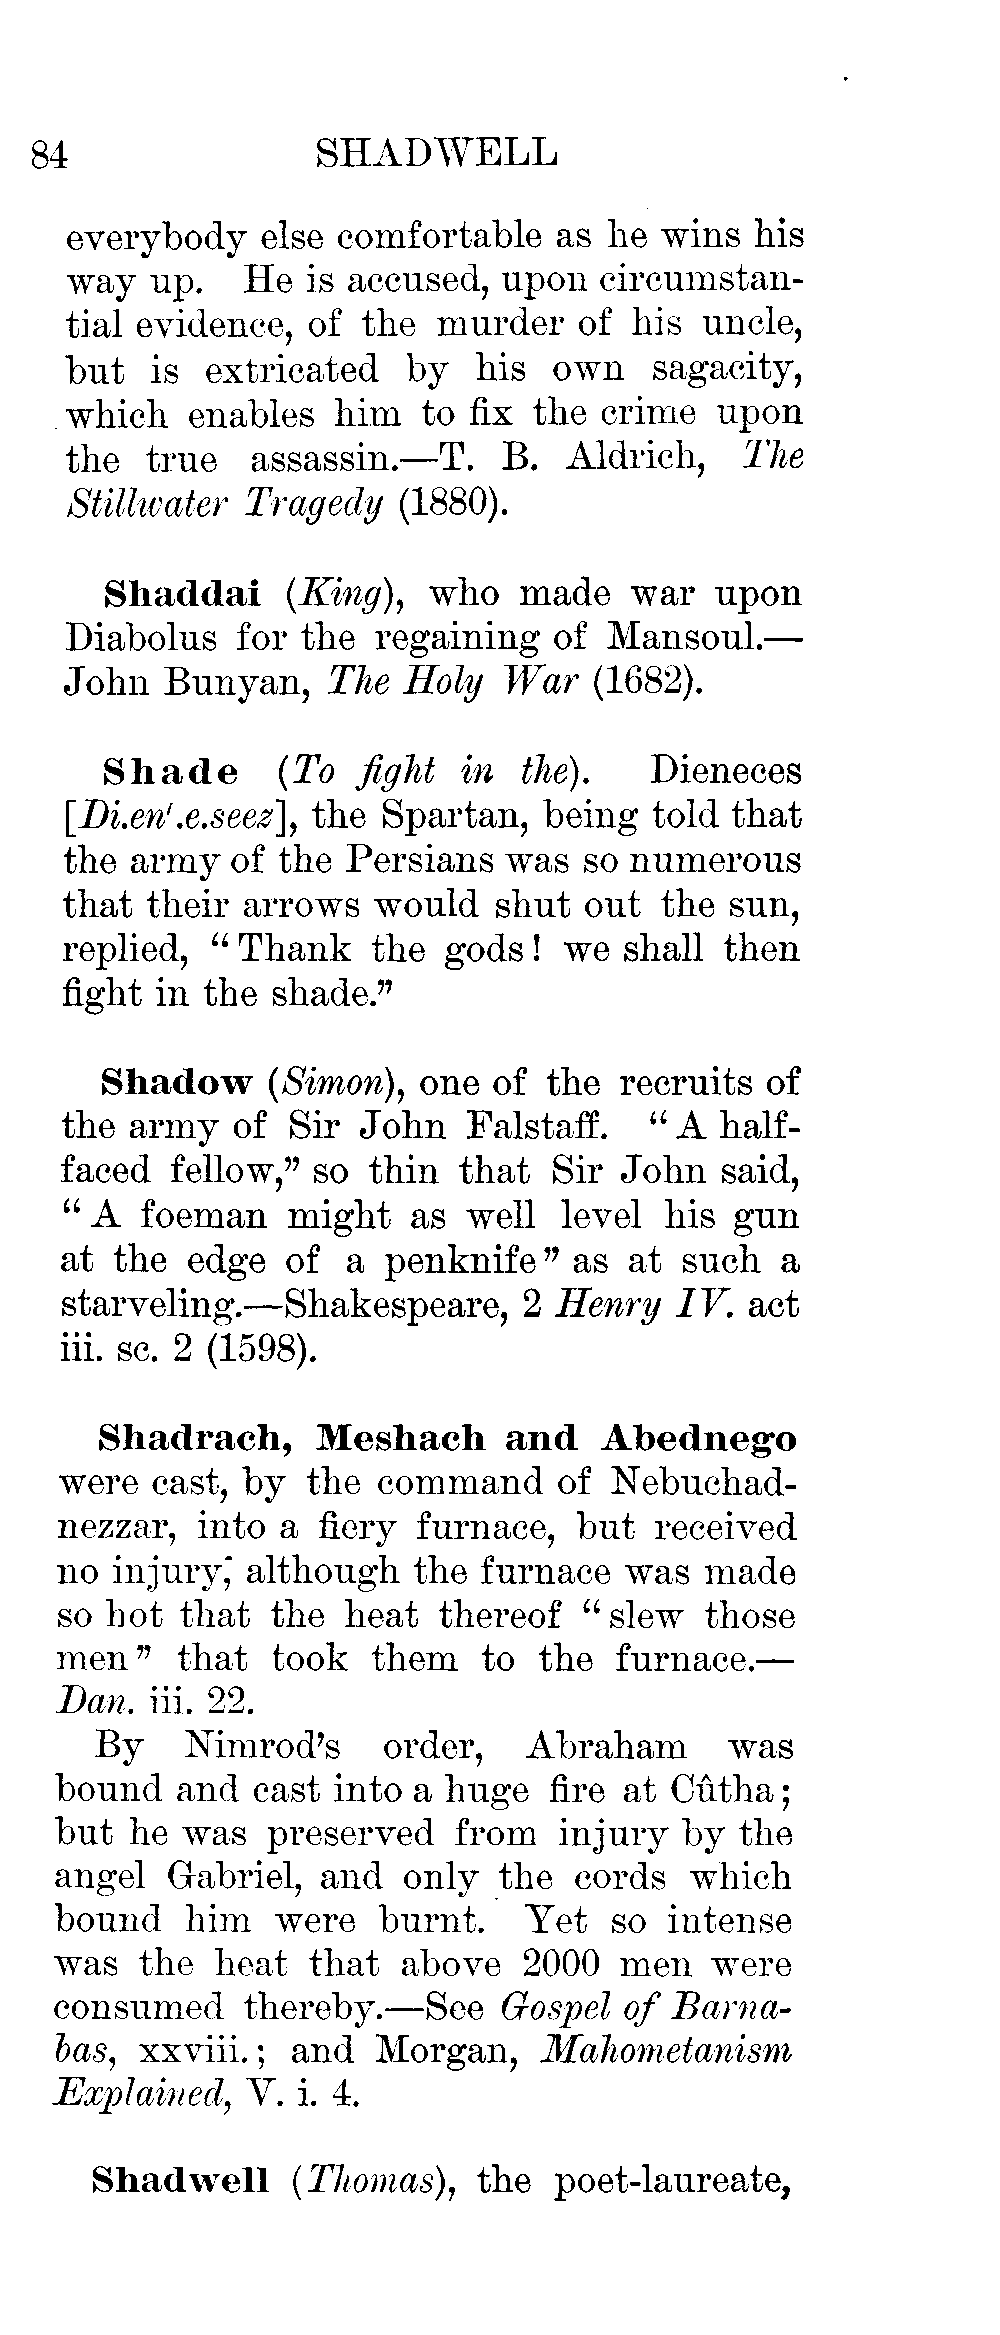 84 SHADWELL
everybody else comfortable as he wins his
way up. He is accused, upon circumstan-
tial evidence, of the murder of his uncle,
but is extricated by his own sagacity,
which enables him to fix the crime upon
the true assassin.—T. B. Aldrich, The
Stillwater Tragedy (1880).
Shaddai (King), who made war upon
Diabolus for the regaining of Mansoul.—
John Bunyan, The Holy War (1682).
Shade (To fight in the). Dieneces
[Di.en'.e.seez], the Spartan, being told that
the army of the Persians was so numerous
that their arrows would shut out the sun,
replied, “Thank the gods! we shall then
fight in the shade.”
Shadow (Simon), one of the recruits of
the army of Sir John Falstaff. “A half-
faced fellow,” so thin that Sir John said,
“A foeman might as well level his gun
at the edge of a penknife” as at such a
starveling.—Shakespeare, 2 Henry IV. act
iii. sc. 2 (1598).
Shadrach, Meshach and Abednego
were cast, by the command of Nebuchad-
nezzar, into a fiery furnace, but received
no injury, although the furnace was made
so hot that the heat thereof “slew those
men” that took them to the furnace.—
Dan. iii. 22.
By Nimrod's order, Abraham was
bound and cast into a huge fire at Cûtha;
but he was preserved from injury by the
angel Gabriel, and only the cords which
bound him were burnt. Yet so intense
was the heat that above 2000 men were
consumed thereby.—See Gospel of Barna-
bas, xxviii.; and Morgan, Mahometanism
Explained, V. i. 4.
Shadwell (Thomas), the poet-laureate,